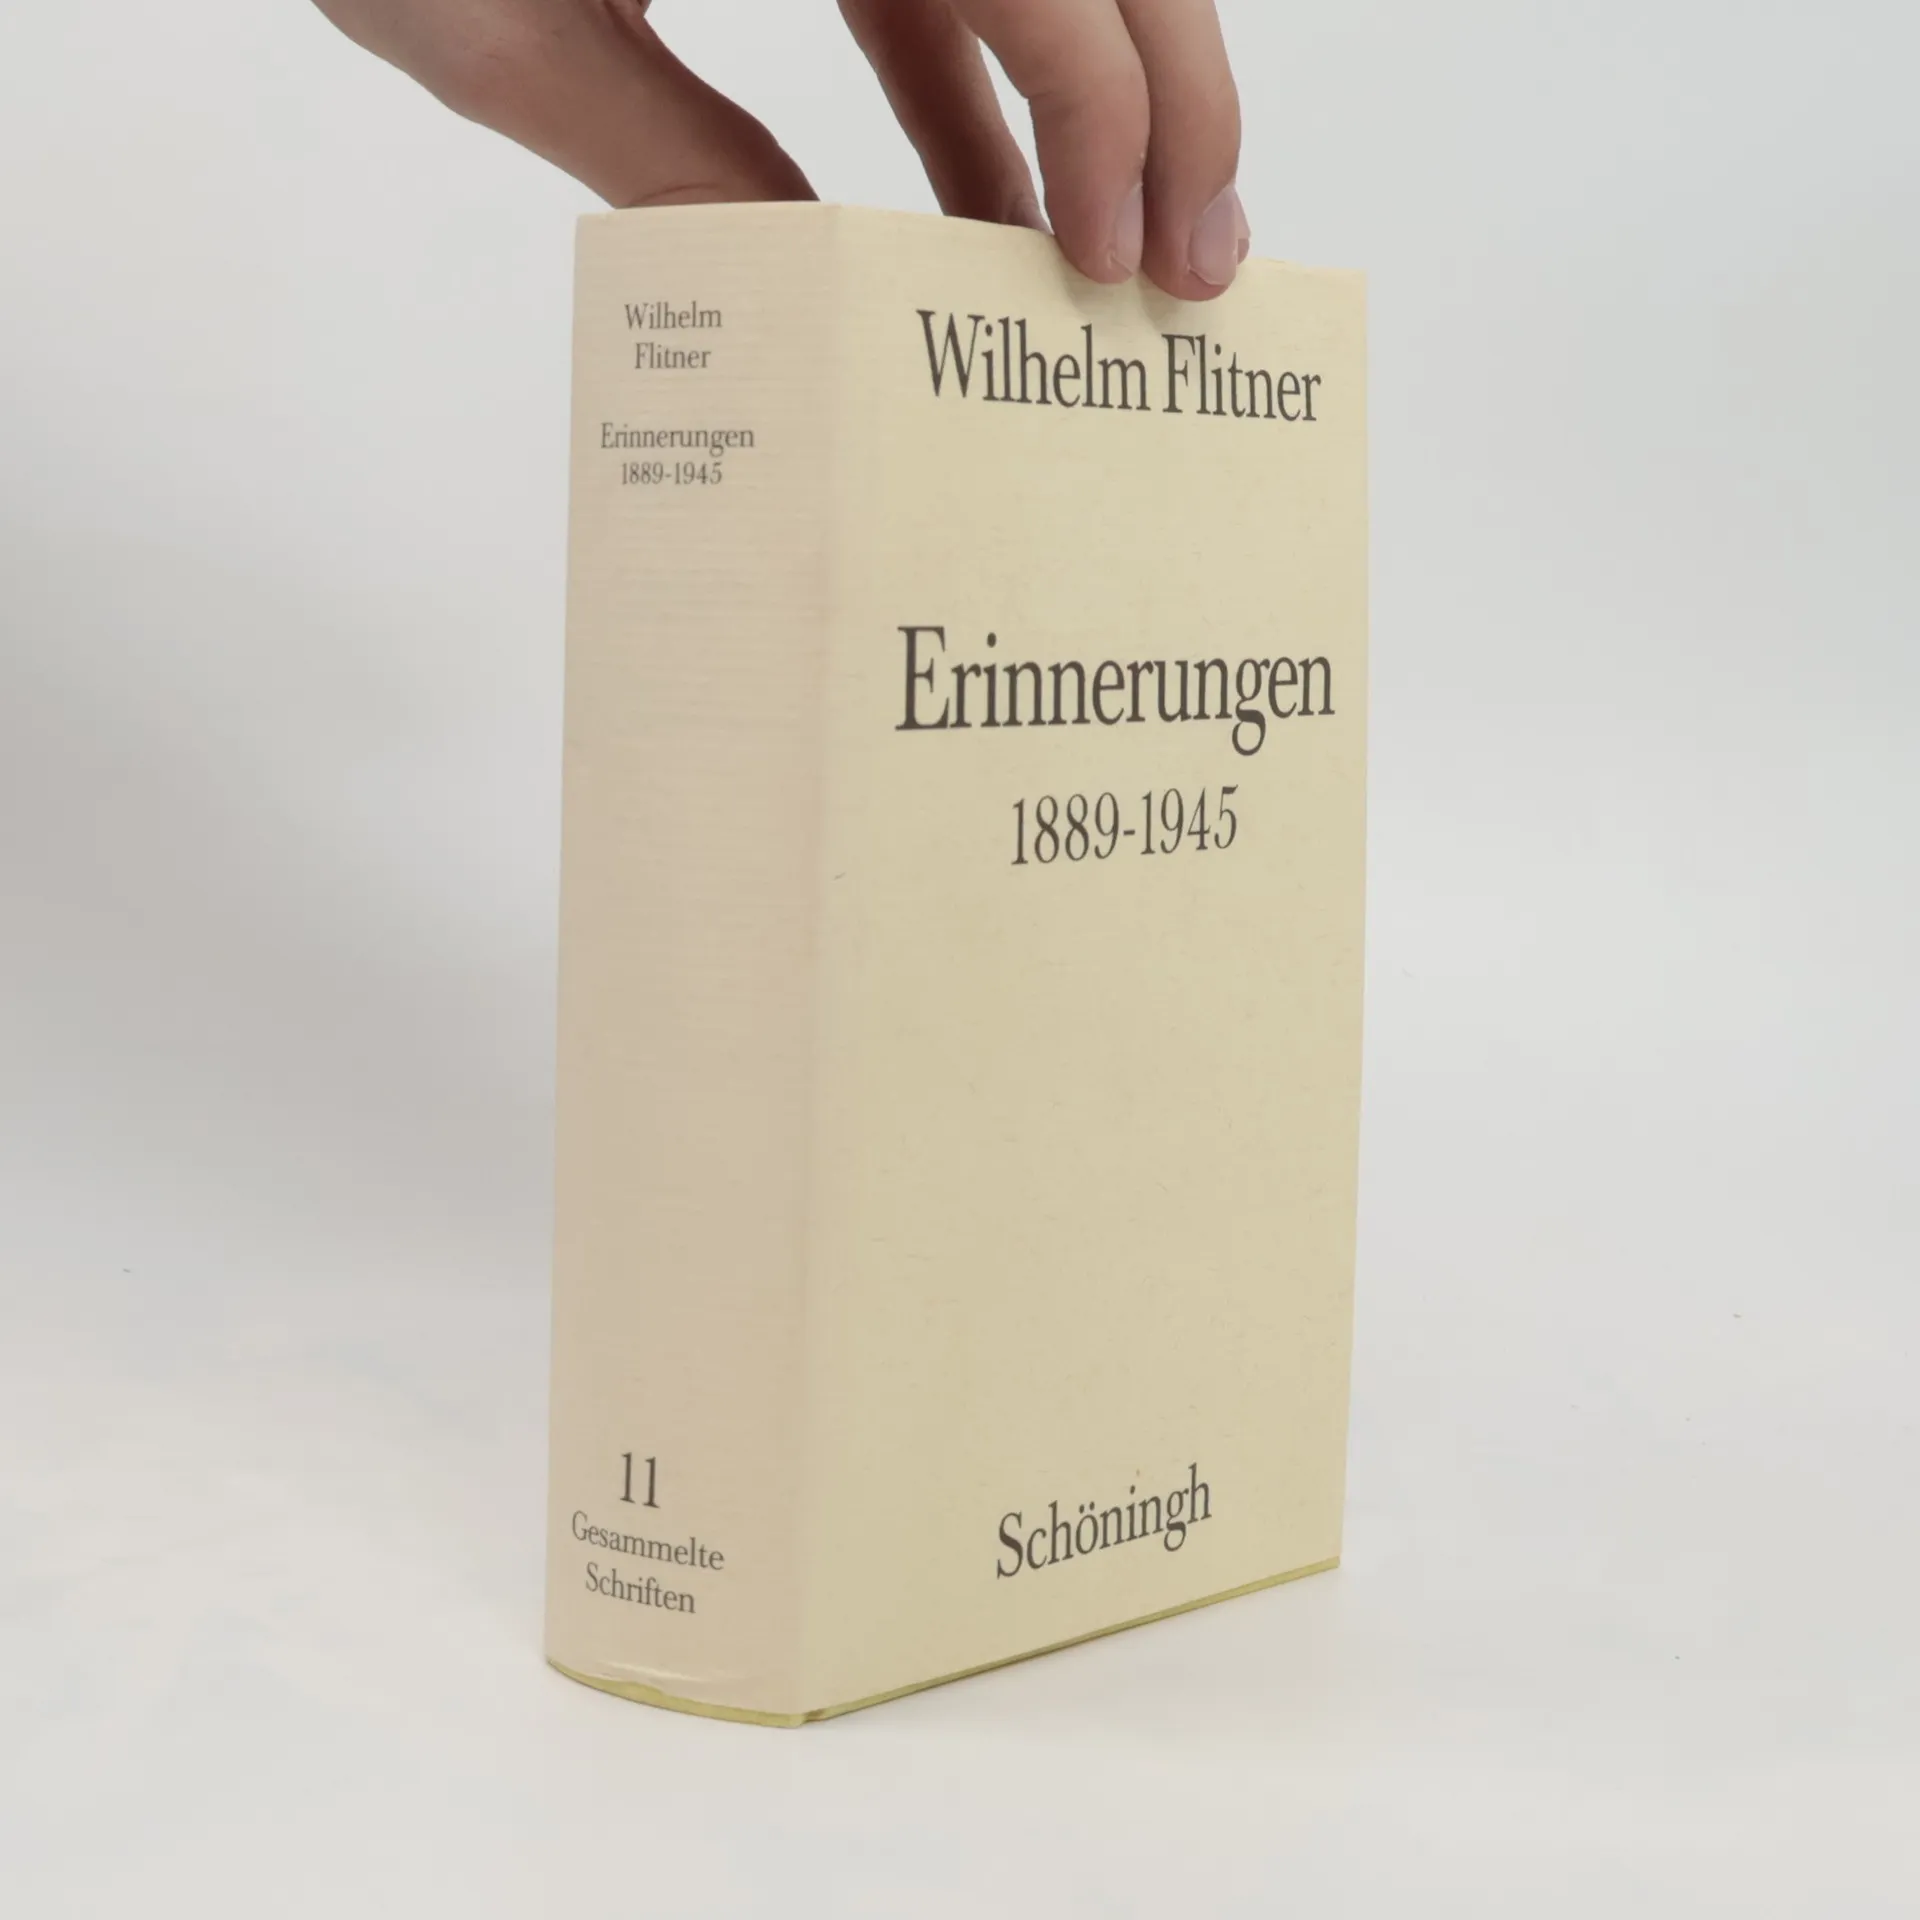 Wilhelm
Flitner
Erinnerungen
1889-1945
11
Gesammelte
Schriften
Wilhelm Flitner
Erinnerungen
1889-1945
Schöningh